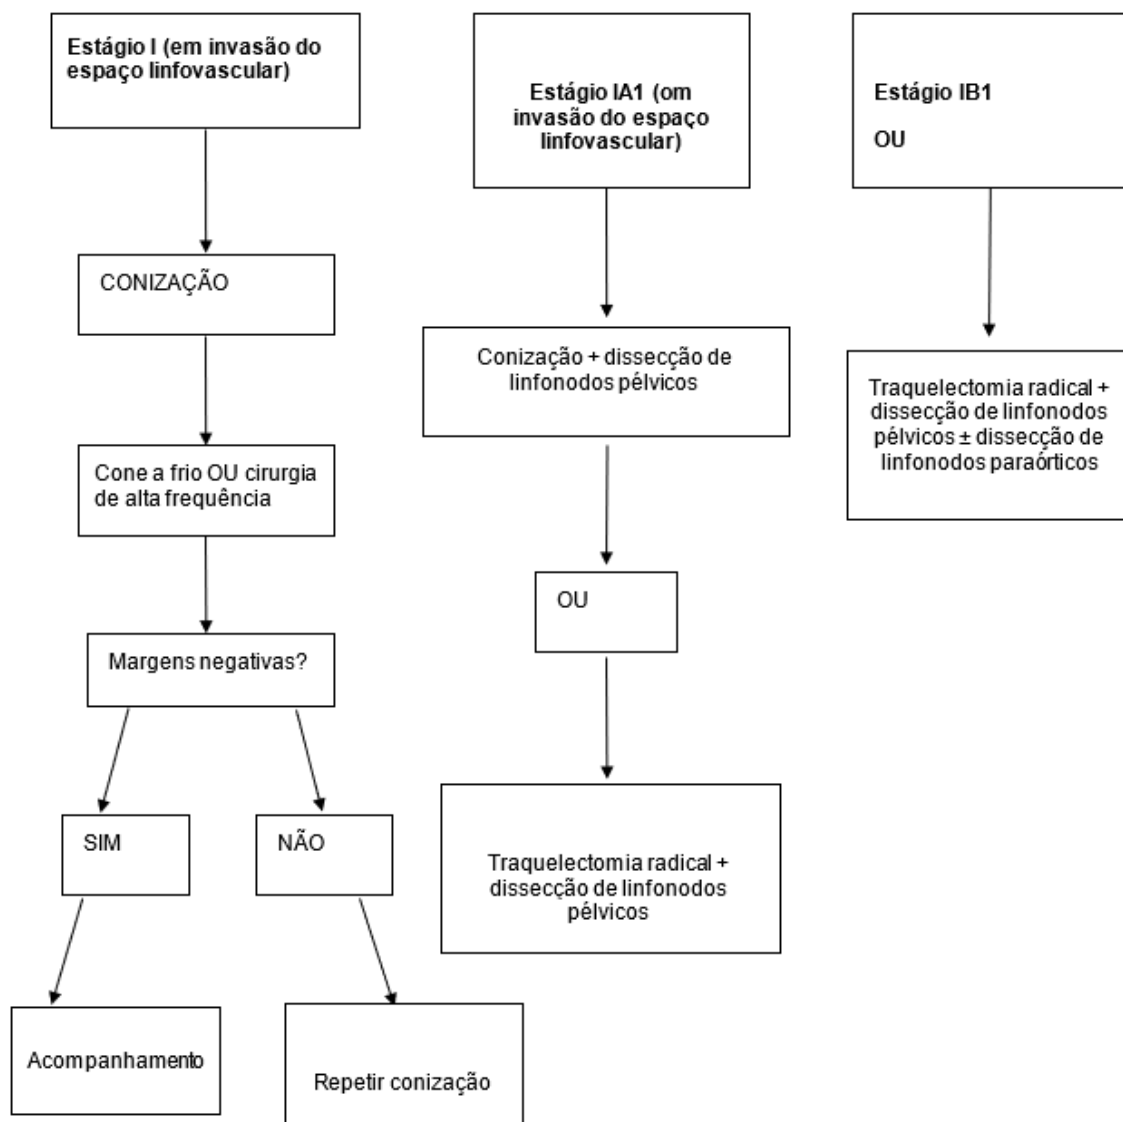 Estágio I (em invasão do
espaço linfovascular)
CONIZAÇÃO
Cone a frio OU cirurgia
de alta frequência
Margens negativas?
SIM
NÃO
Acompanhamento
Repetir conização
Estágio IA1 (om
invasão do espaço
linfovascular)
Conização + dissecção de
linfonodos pélvicos
OU
Traquelectomia radical +
dissecção de linfonodos
pélvicos
Estágio IB1
OU
Traquelectomia radical +
dissecção de linfonodos
pélvicos ± dissecção de
linfonodos paraórticos